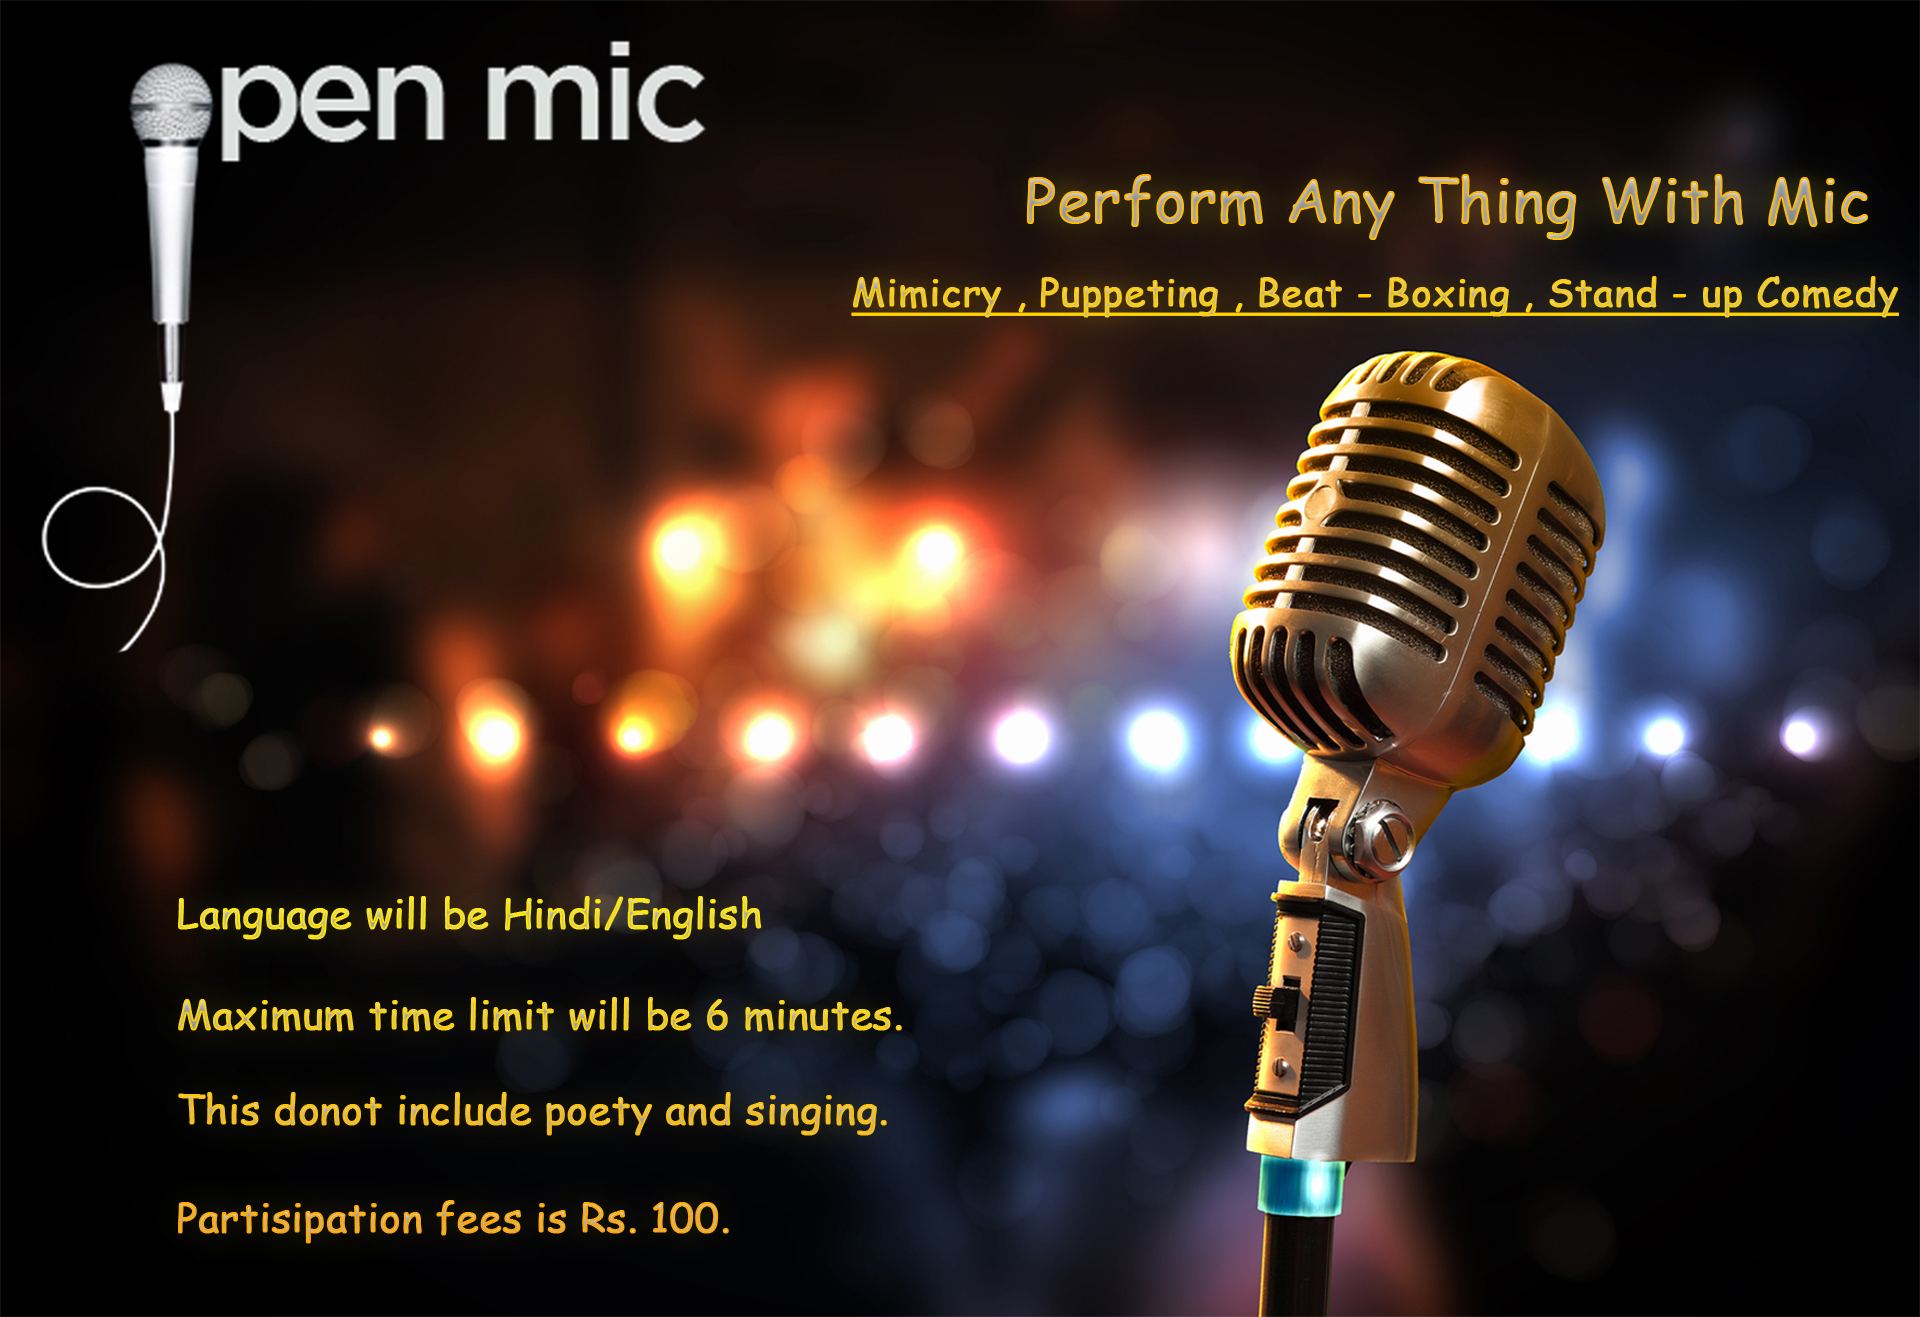 Open mic
Perform Any Thing With Mic
Mimicry , Puppeting , Beat - Boxing , Stand - up Comedy
Language will be Hindi/English
Maximum time limit will be 6 minutes.
This donot include poety and singing.
Partisipation fees is Rs. 100.